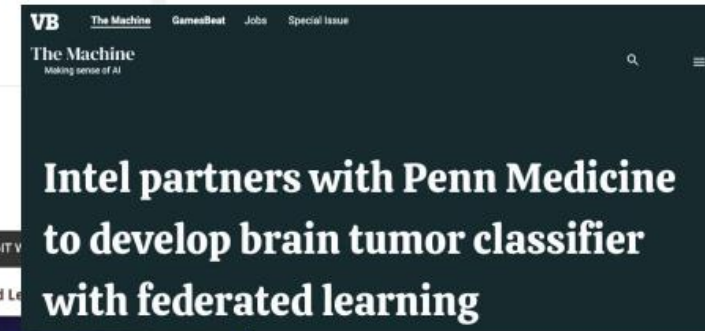 VB The Machine GamesBeat Jobs Special Issue
The Machine
Making sense of AI
Intel partners with Penn Medicine
to develop brain tumor classifier
with federated learning